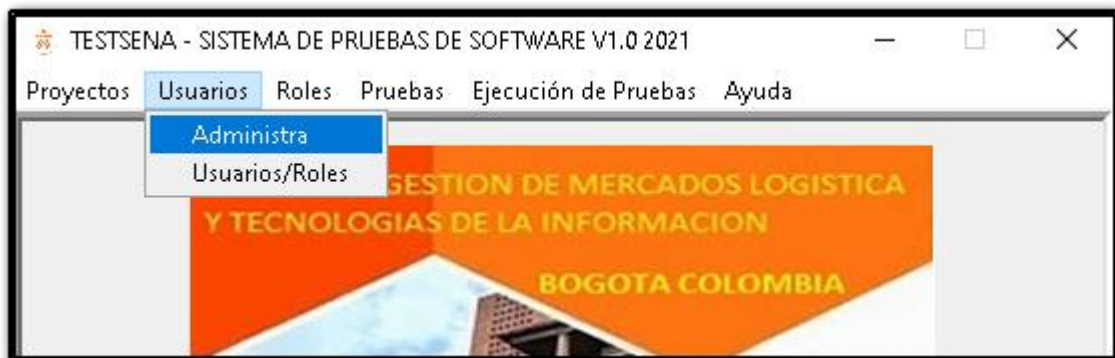 TESTSENA - SISTEMA DE PRUEBAS DE SOFTWARE V1.0 2021
Proyectos Usuarios Roles Pruebas Ejecución de Pruebas Ayuda
Administra
Usuarios/Roles
GESTION DE MERCADOS LOGISTICA
Y TECNOLOGIAS DE LA INFORMACION
BOGOTA COLOMBIA